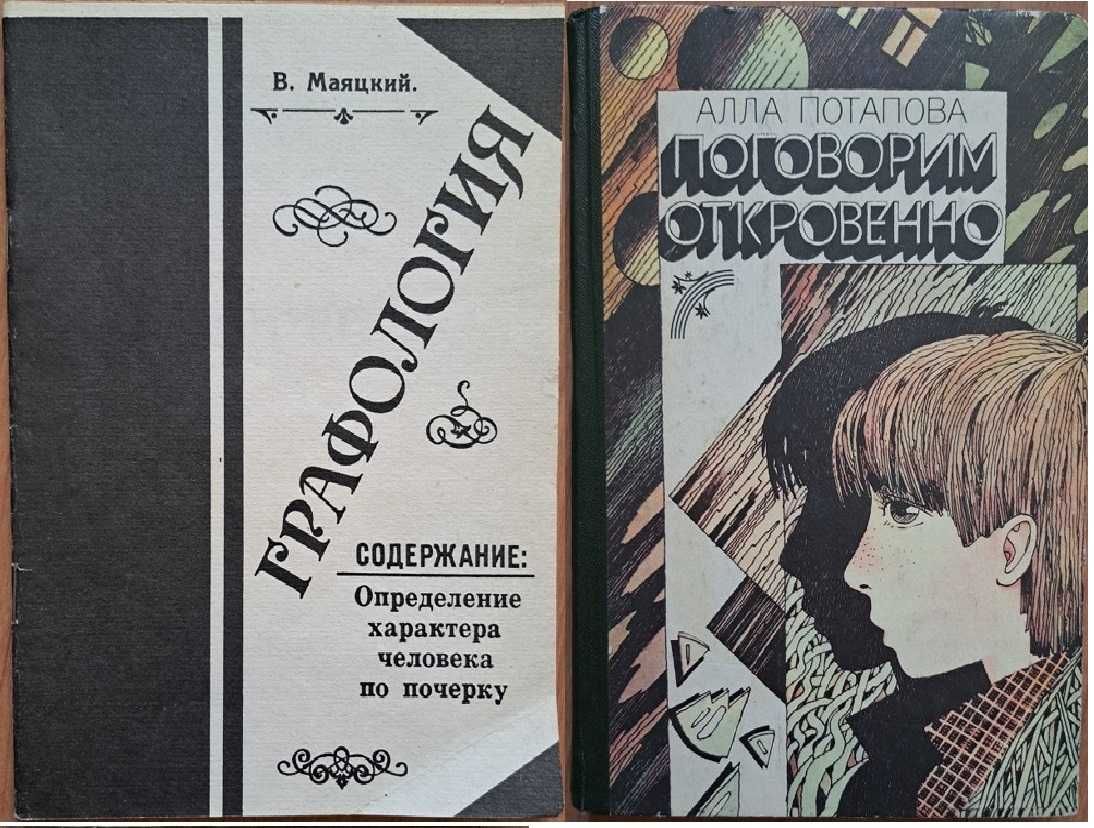 В. Маяцкий.
ГРАФОЛОГИЯ
СОДЕРЖАНИЕ:
Определение
характера
человека
по почерку
АЛЛА ПОТАПОВА
ПОГОВОРИМ
ОТКРОВЕННО